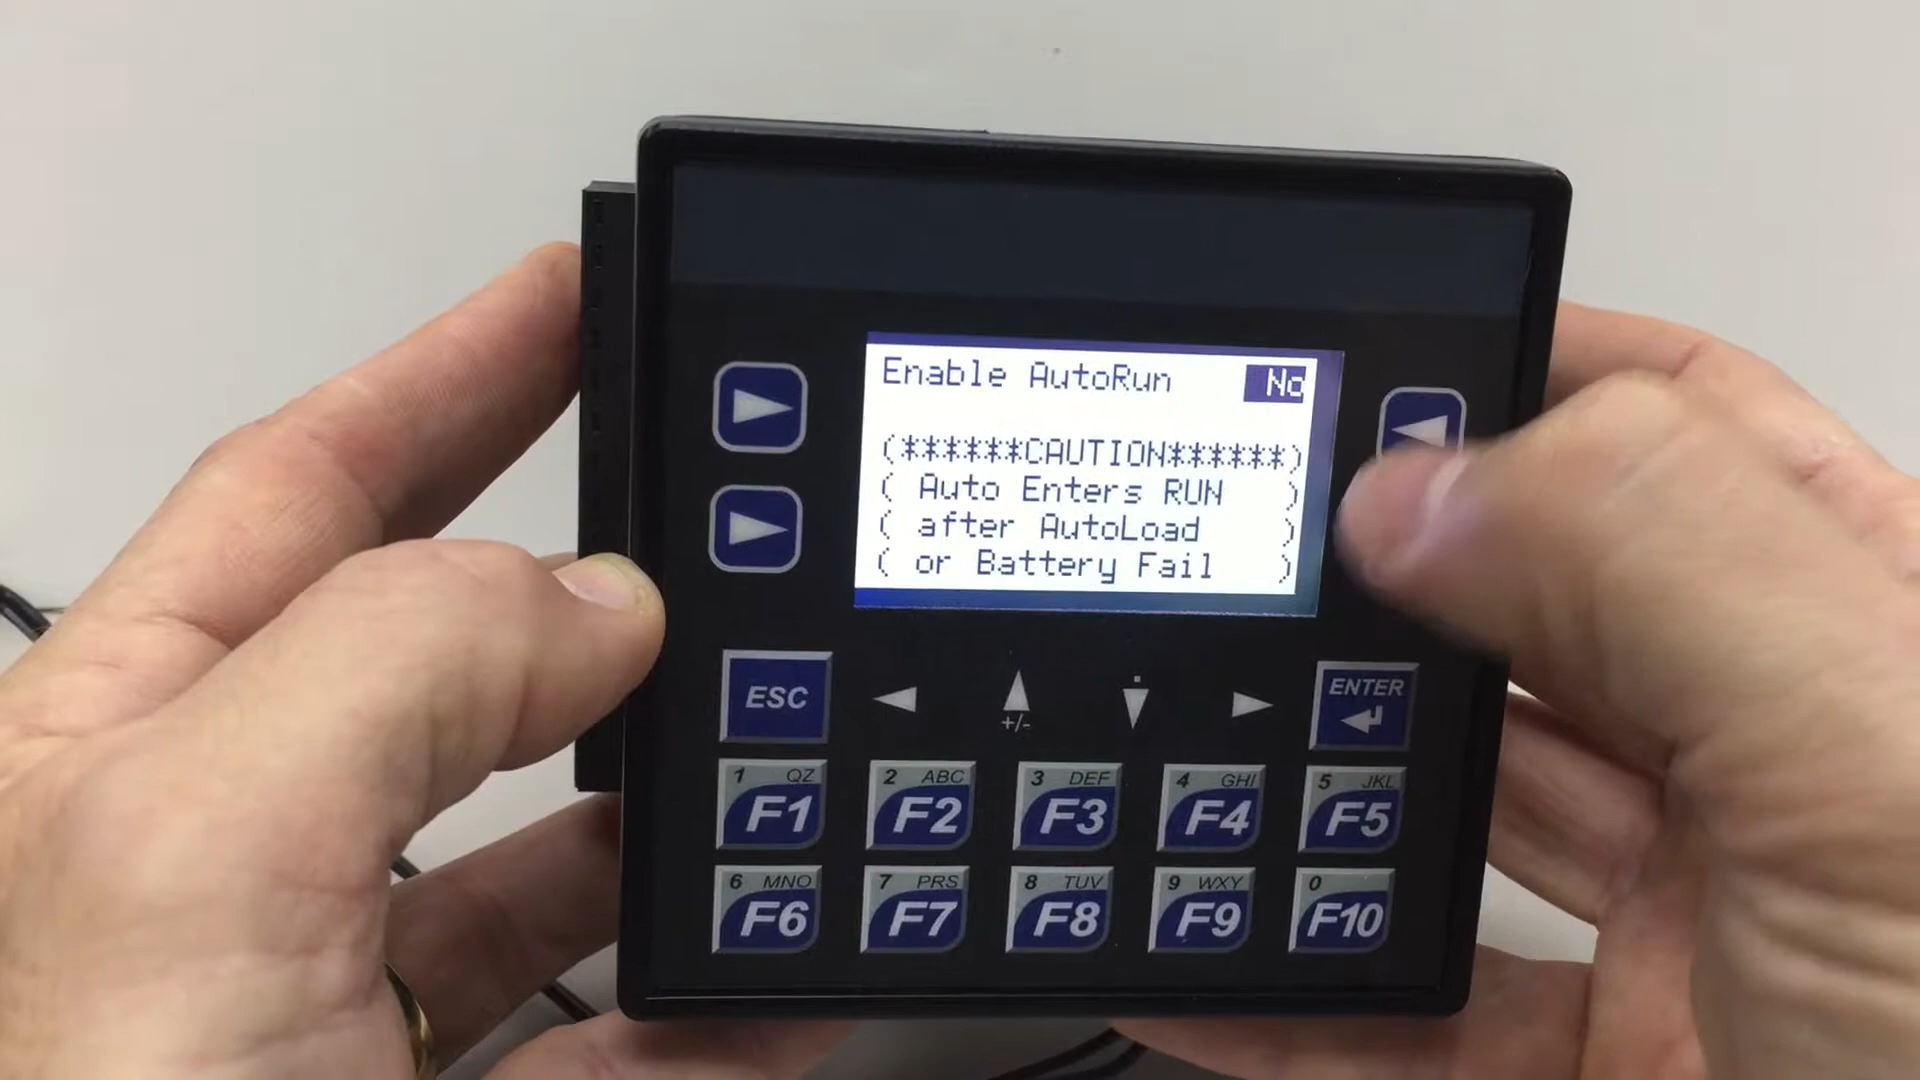 Enable AutoRun No
(******CAUTION******)
( Auto Enters RUN )
( after AutoLoad )
( or Battery Fail )
+/-
ESC
ENTER
1 QZ F1
2 ABC F2
3 DEF F3
4 GHI F4
5 JKL F5
6 MNO F6
7 PRS F7
8 TUV F8
9 WXY F9
0 F10